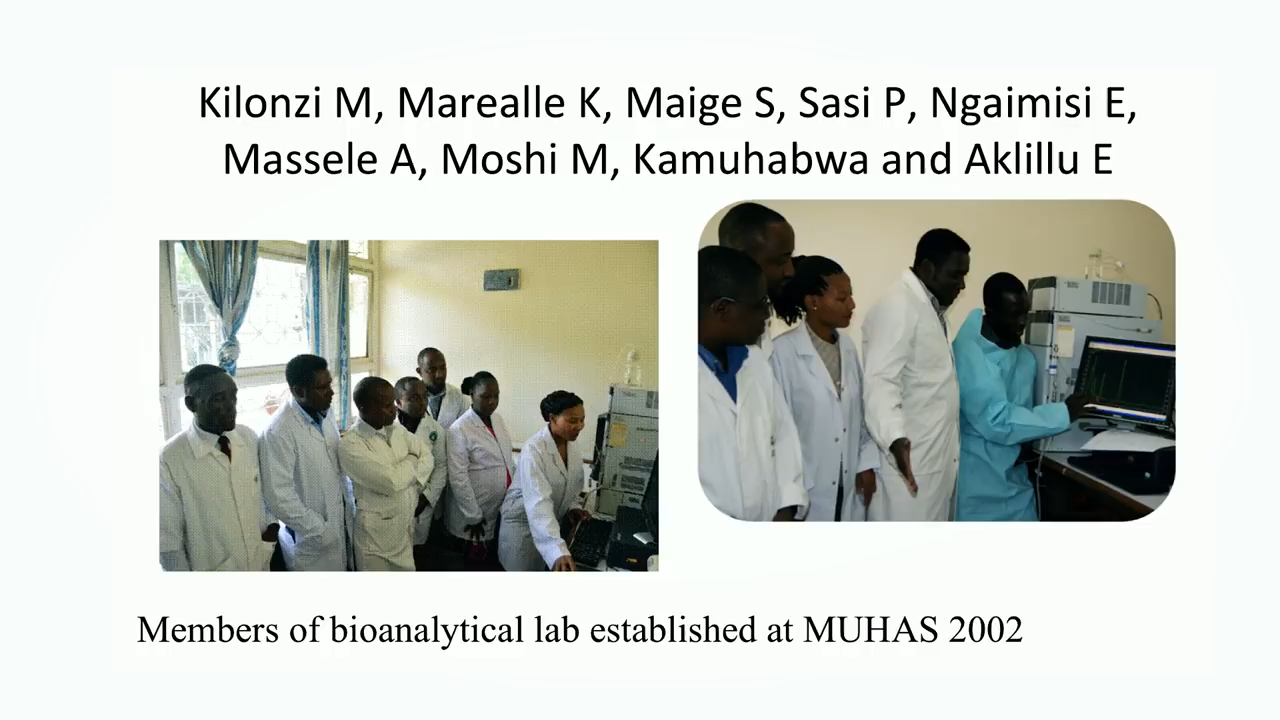 Kilonzi M, Marealle K, Maige S, Sasi P, Ngaimisi E,
Massele A, Moshi M, Kamuhabwa and Aklillu E
Members of bioanalytical lab established at MUHAS 2002